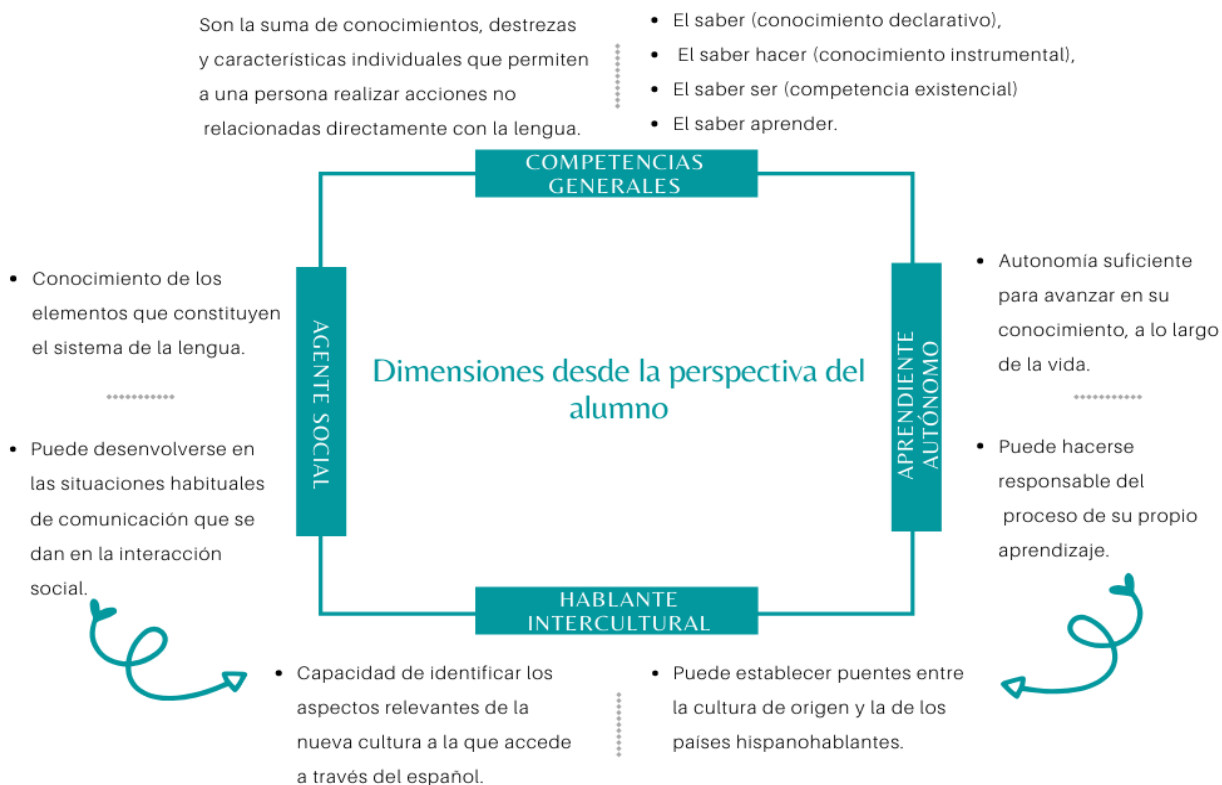 Son la suma de conocimientos, destrezas
y características individuales que permiten
a una persona realizar acciones no
relacionadas directamente con la lengua.
• El saber (conocimiento declarativo),
• El saber hacer (conocimiento instrumental),
• El saber ser (competencia existencial)
• El saber aprender.
COMPETENCIAS
GENERALES
• Conocimiento de los
elementos que constituyen
el sistema de la lengua.
• Puede desenvolverse en
las situaciones habituales
de comunicación que se
dan en la interacción
social.
AGENTE SOCIAL
Dimensiones desde la perspectiva del
alumno
APRENDIENTE
AUTÓNOMO
• Autonomía suficiente
para avanzar en su
conocimiento, a lo largo
de la vida.
• Puede hacerse
responsable del
proceso de su propio
aprendizaje.
HABLANTE
INTERCULTURAL
• Capacidad de identificar los
aspectos relevantes de la
nueva cultura a la que accede
a través del español.
• Puede establecer puentes entre
la cultura de origen y la de los
países hispanohablantes.